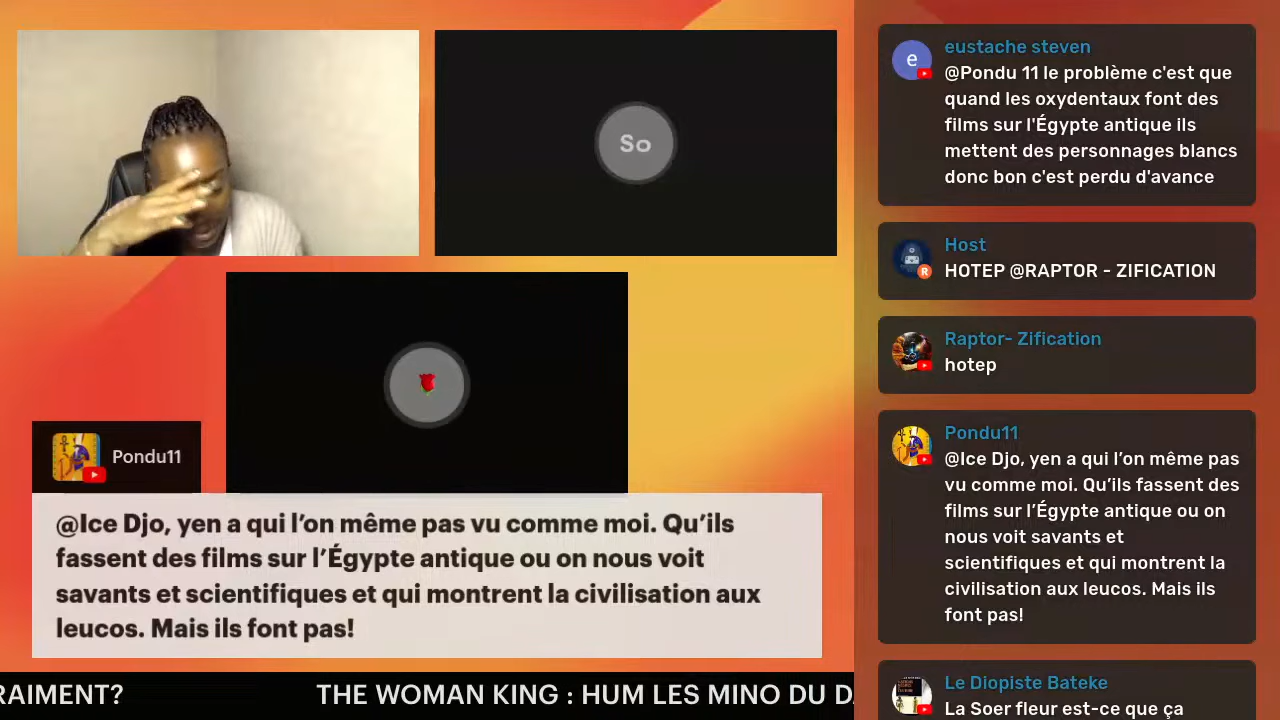 So
Pondu11
@Ice Djo, yen a qui l’on même pas vu comme moi. Qu’ils
fassent des films sur l’Égypte antique ou on nous voit
savants et scientifiques et qui montrent la civilisation aux
leucos. Mais ils font pas!
RAIMENT?
THE WOMAN KING : HUM LES MINO DU D
e
eustache steven
@Pondu 11 le problème c'est que
quand les oxydentaux font des
films sur l'Égypte antique ils
mettent des personnages blancs
donc bon c'est perdu d'avance
Host
R
HOTEP @RAPTOR - ZIFICATION
Raptor- Zification
hotep
Pondu11
@Ice Djo, yen a qui l’on même pas
vu comme moi. Qu’ils fassent des
films sur l’Égypte antique ou on
nous voit savants et
scientifiques et qui montrent la
civilisation aux leucos. Mais ils
font pas!
Le Diopiste Bateke
La Soer fleur est-ce que ça